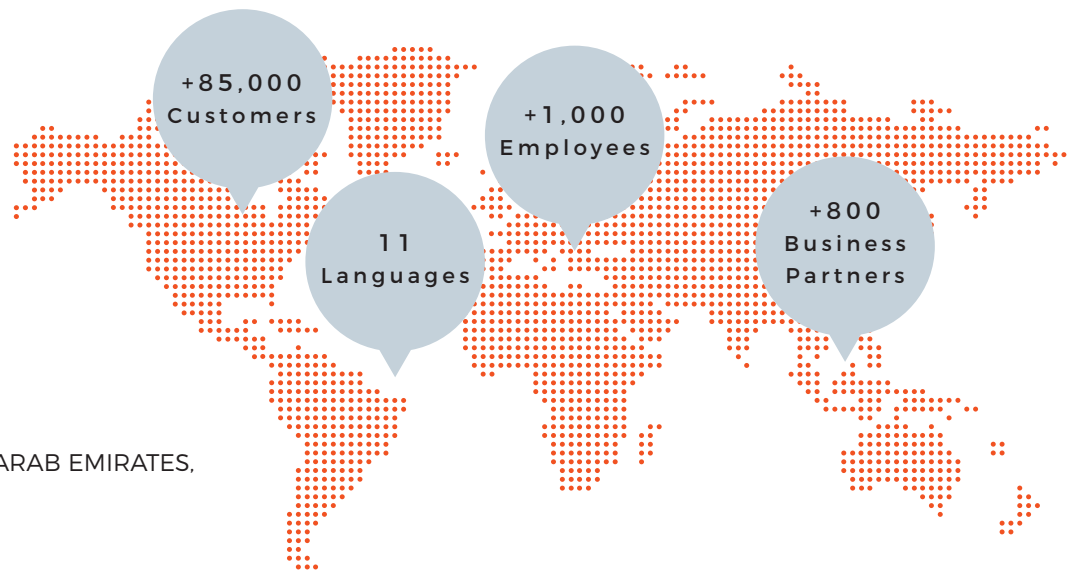 +85,000
Customers
+1,000
Employees
11
Languages
+800
Business
Partners
ARAB EMIRATES,